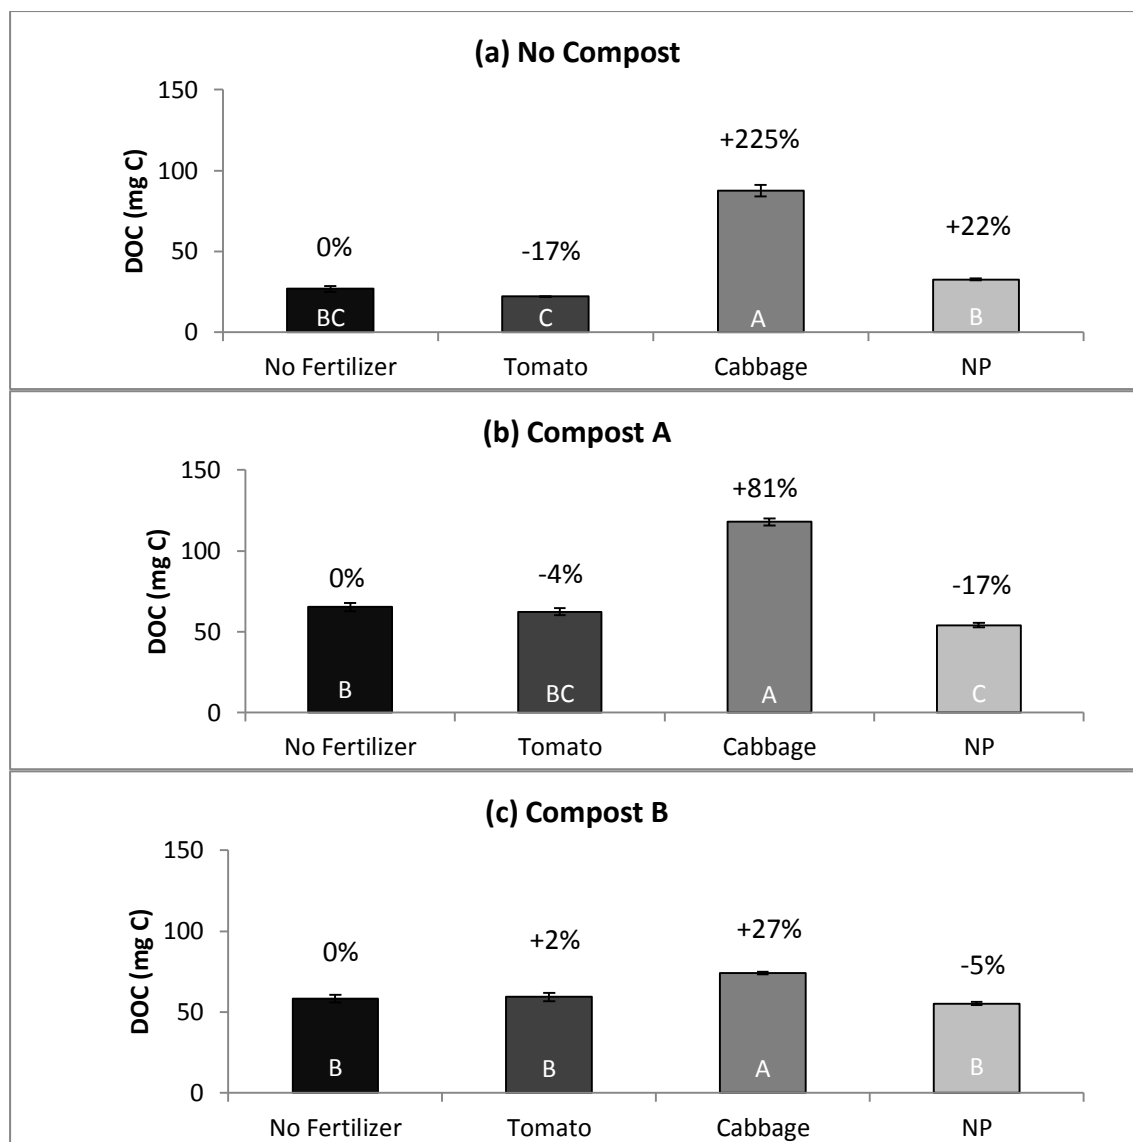 (a) No Compost
DOC (mg C)
150
100
50
0
0%
-17%
+225%
+22%
BC
C
A
B
No Fertilizer
Tomato
Cabbage
NP
(b) Compost A
DOC (mg C)
150
100
50
0
0%
-4%
+81%
-17%
B
BC
A
C
No Fertilizer
Tomato
Cabbage
NP
(c) Compost B
DOC (mg C)
150
100
50
0
0%
+2%
+27%
-5%
B
B
A
B
No Fertilizer
Tomato
Cabbage
NP